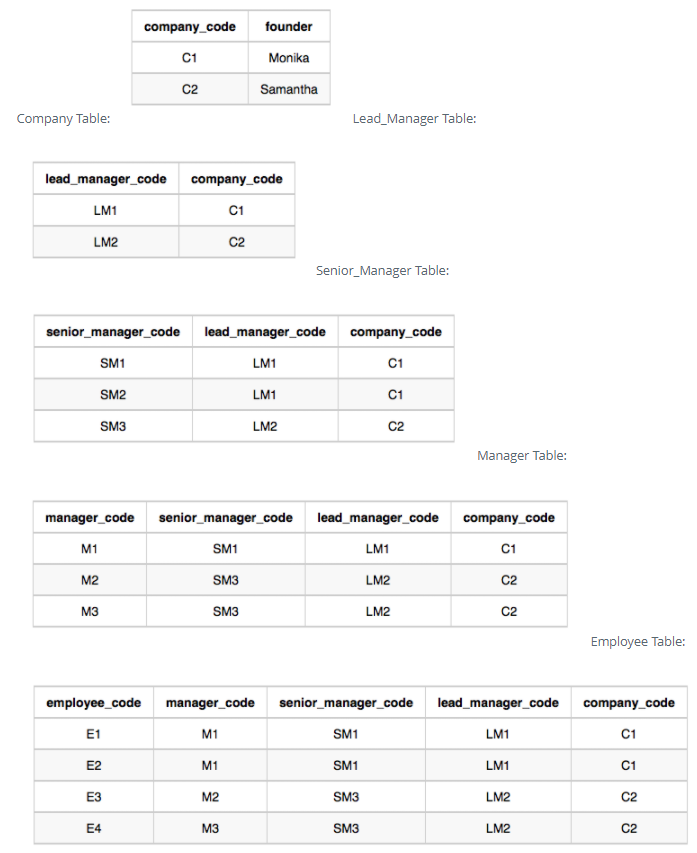 company_code founder
C1 Monika
C2 Samantha
Company Table: Lead_Manager Table:
lead_manager_code company_code
LM1 C1
LM2 C2
Senior_Manager Table:
senior_manager_code lead_manager_code company_code
SM1 LM1 C1
SM2 LM1 C1
SM3 LM2 C2
Manager Table:
manager_code senior_manager_code lead_manager_code company_code
M1 SM1 LM1 C1
M2 SM3 LM2 C2
M3 SM3 LM2 C2
Employee Table:
employee_code manager_code senior_manager_code lead_manager_code company_code
E1 M1 SM1 LM1 C1
E2 M1 SM1 LM1 C1
E3 M2 SM3 LM2 C2
E4 M3 SM3 LM2 C2